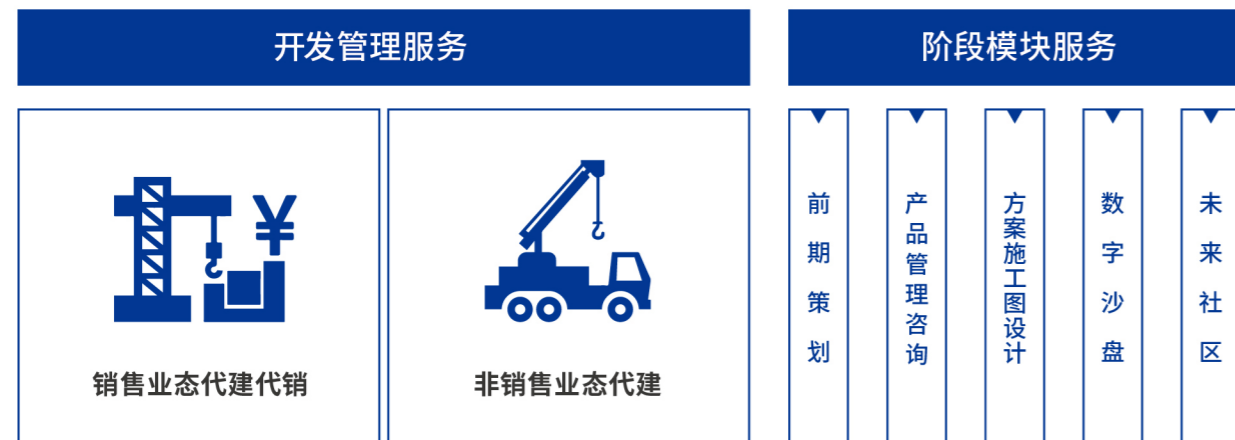 开发管理服务
阶段模块服务
¥
销售业态代建代销
非销售业态代建
前期策划
产品管理咨询
方案施工图设计
数字沙盘
未来社区